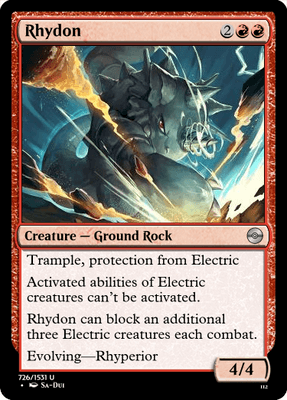 Rhydon 2
Creature — Ground Rock
Trample, protection from Electric
Activated abilities of Electric
creatures can't be activated.
Rhydon can block an additional
three Electric creatures each combat.
Evolving—Rhyperior
4/4
726/1531 U
• Sa-Dui